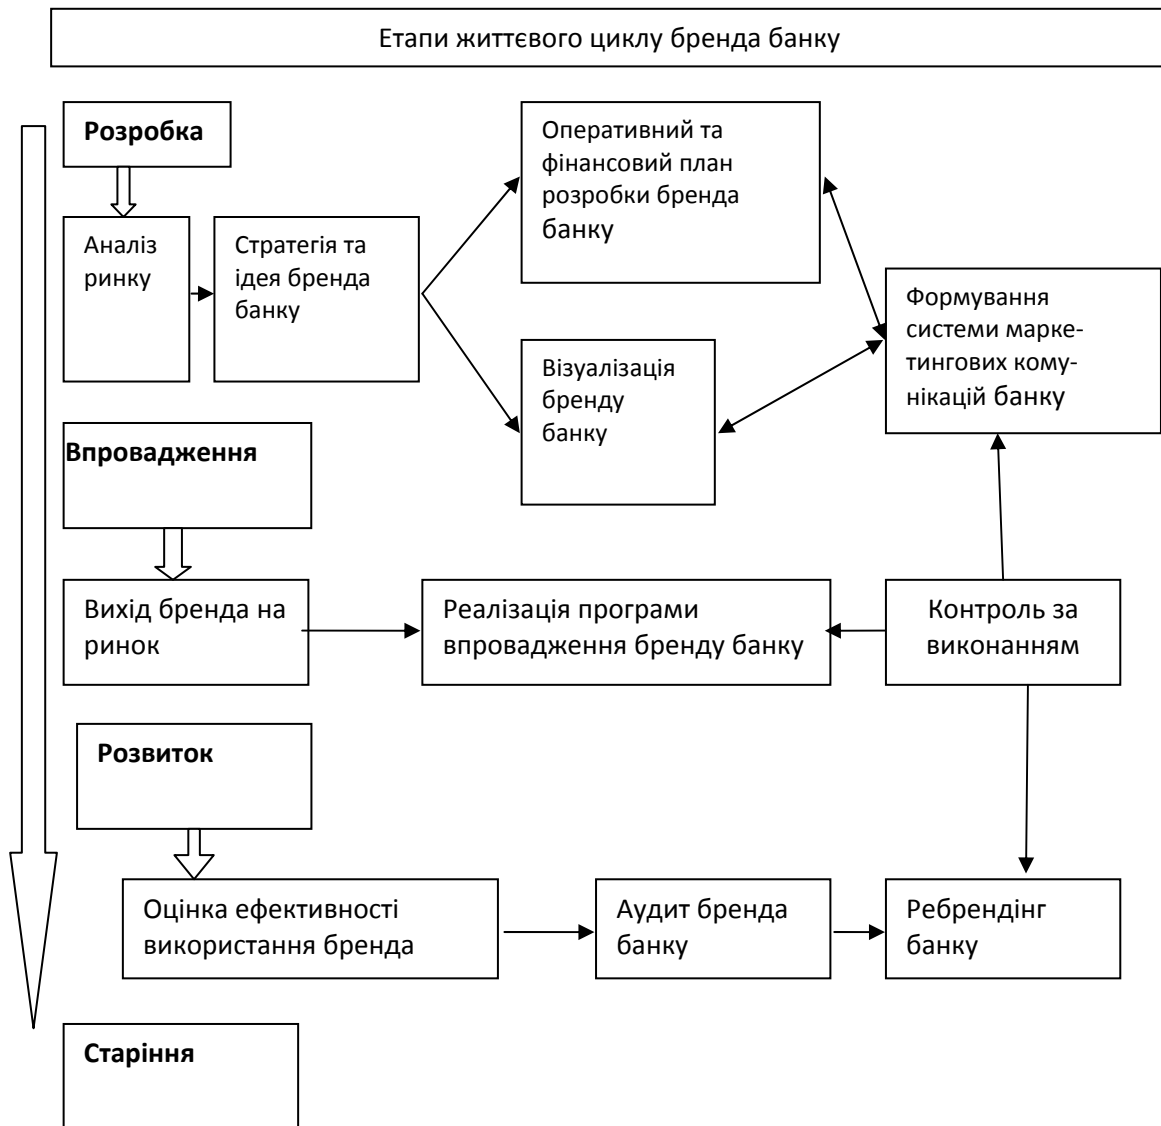 Етапи життєвого циклу бренда банку
Розробка
Оперативний та
фінансовий план
розробки бренда
банку
Аналіз
ринку
Стратегія та
ідея бренда
банку
Формування
системи марке-
тингових кому-
нікацій банку
Візуалізація
бренду
банку
Впровадження
Вихід бренда на
ринок
Реалізація програми
впровадження бренду банку
Контроль за
виконанням
Розвиток
Оцінка ефективності
використання бренда
Аудит бренда
банку
Ребрендінг
банку
Старіння